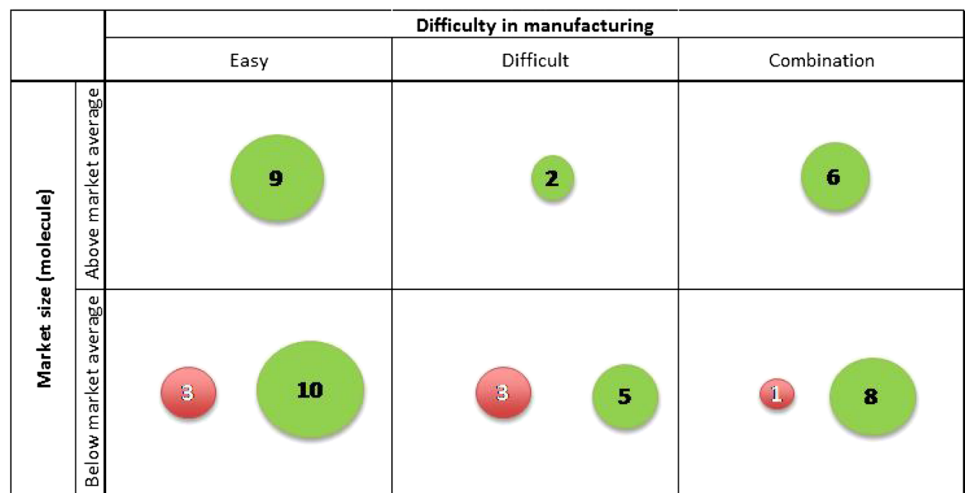 Difficulty in manufacturing
Easy
Difficult
Combination
Market size (molecule)
Above market average
9
2
6
Below market average
3
10
3
5
1
8